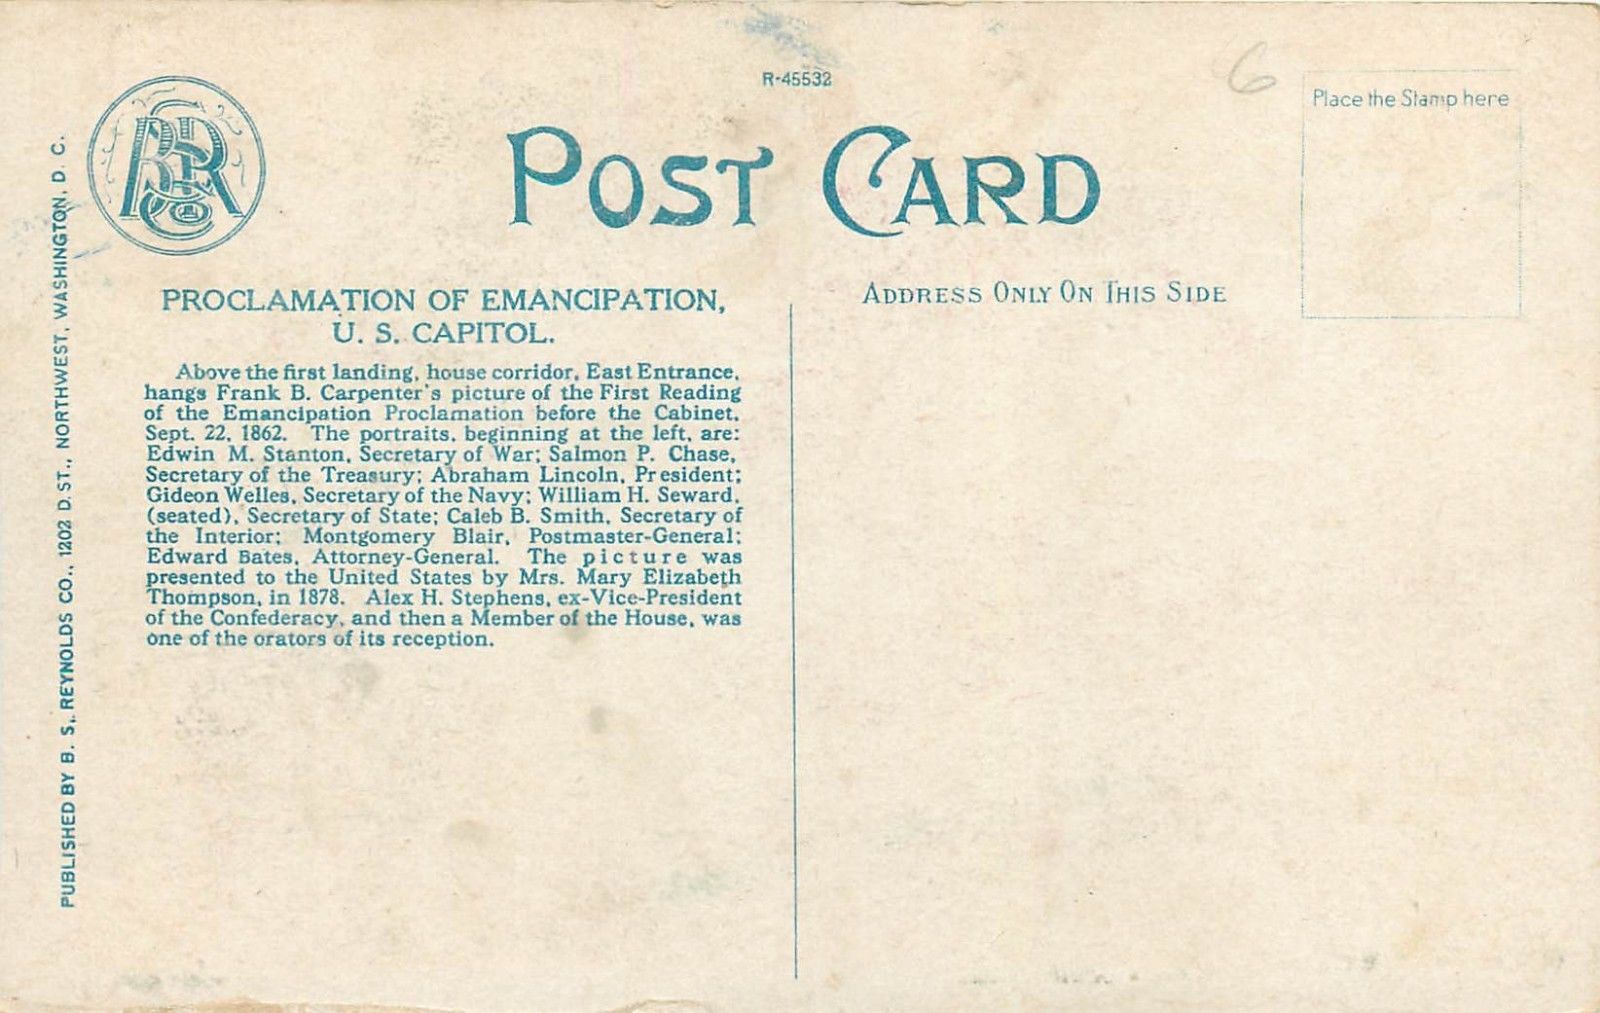 R-45532
6
Place the Stamp here
BSR Co
POST CARD
ADDRESS ONLY ON THIS SIDE
PROCLAMATION OF EMANCIPATION,
U. S. CAPITOL.
Above the first landing, house corridor, East Entrance,
hangs Frank B. Carpenter's picture of the First Reading
of the Emancipation Proclamation before the Cabinet,
Sept. 22, 1862. The portraits, beginning at the left, are:
Edwin M. Stanton, Secretary of War; Salmon P. Chase,
Secretary of the Treasury; Abraham Lincoln, President;
Gideon Welles, Secretary of the Navy; William H. Seward,
(seated), Secretary of State; Caleb B. Smith, Secretary of
the Interior; Montgomery Blair, Postmaster-General;
Edward Bates, Attorney-General. The picture was
presented to the United States by Mrs. Mary Elizabeth
Thompson, in 1878. Alex H. Stephens, ex-Vice-President
of the Confederacy, and then a Member of the House, was
one of the orators of its reception.
PUBLISHED BY B. S. REYNOLDS CO., 1202 D ST., NORTHWEST, WASHINGTON, D. C.